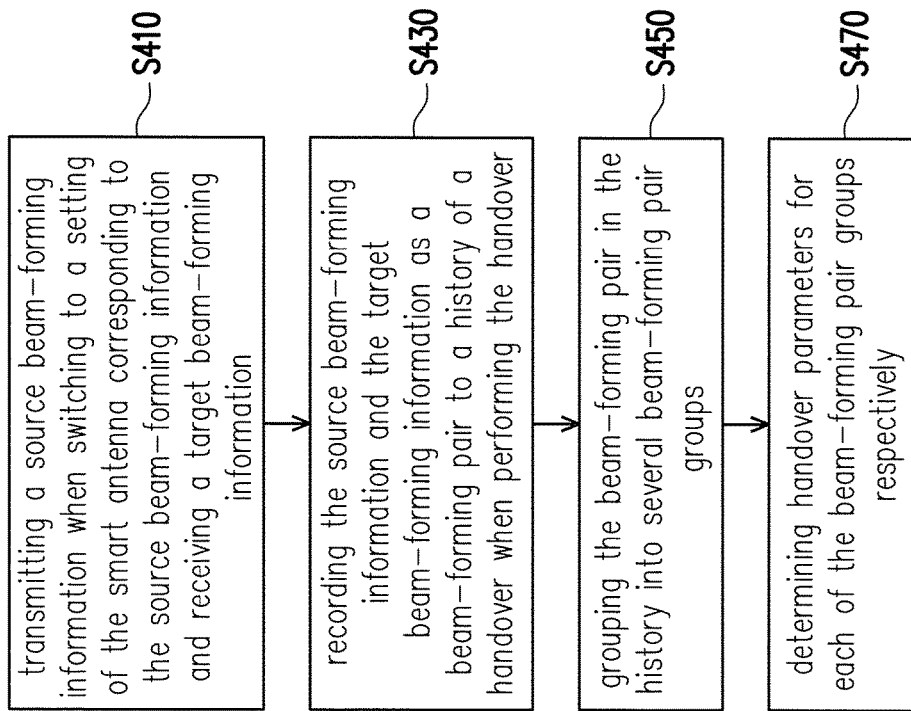 transmitting a source beam-forming
information when switching to a setting
of the smart antenna corresponding to
the source beam-forming information
and receiving a target beam-forming
information
S410
recording the source beam-forming
information and the target
beam-forming information as a
beam-forming pair to a history of a
handover when performing the handover
S430
grouping the beam-forming pair in the
history into several beam-forming pair
groups
S450
determining handover parameters for
each of the beam-forming pair groups
respectively
S470